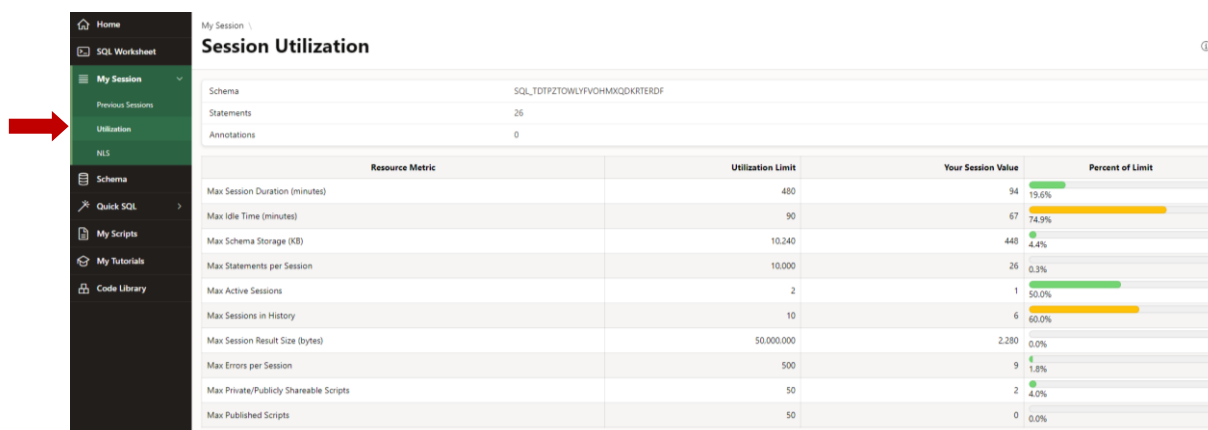 Home
SQL Worksheet
My Session
Previous Sessions
Utilization
NLS
Schema
Quick SQL
My Scripts
My Tutorials
Code Library
My Session \
Session Utilization
Schema SQL_TDTPZTOWLYFVOHMXQDKRTERDF
Statements 26
Annotations 0
Resource Metric Utilization Limit Your Session Value Percent of Limit
Max Session Duration (minutes) 480 94 19.6%
Max Idle Time (minutes) 90 67 74.9%
Max Schema Storage (KB) 10,240 448 4.4%
Max Statements per Session 10,000 26 0.3%
Max Active Sessions 2 1 50.0%
Max Sessions in History 10 6 60.0%
Max Session Result Size (bytes) 50,000,000 2,280 0.0%
Max Errors per Session 500 9 1.8%
Max Private/Publicly Shareable Scripts 50 2 4.0%
Max Published Scripts 50 0 0.0%